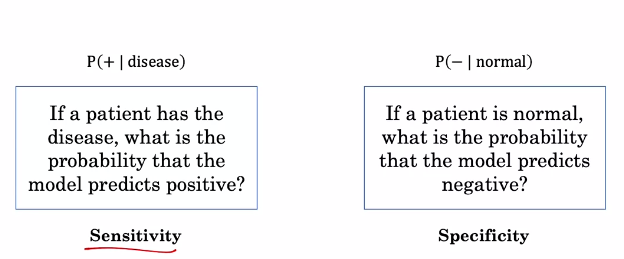 P(+ | disease)
If a patient has the
disease, what is the
probability that the
model predicts positive?
Sensitivity
P(− | normal)
If a patient is normal,
what is the probability
that the model predicts
negative?
Specificity